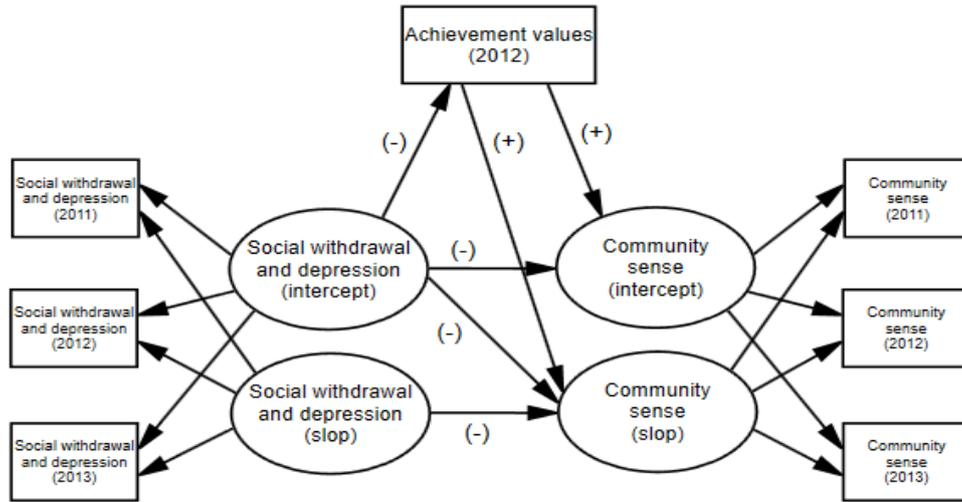 Achievement values
(2012)
(-)
(+)
(+)
Social withdrawal
and depression
(2011)
Social withdrawal
and depression
(intercept)
(-)
Community
sense
(intercept)
Community
sense
(2011)
Social withdrawal
and depression
(2012)
(-)
Community
sense
(2012)
Social withdrawal
and depression
(slop)
(-)
Community
sense
(slop)
Social withdrawal
and depression
(2013)
Community
sense
(2013)